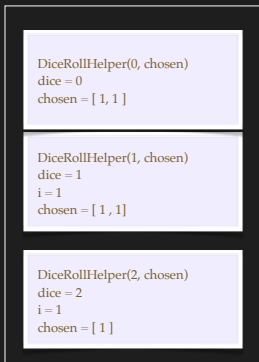 DiceRollHelper(0, chosen)
dice = 0
chosen = [ 1, 1 ]
DiceRollHelper(1, chosen)
dice = 1
i = 1
chosen = [ 1 , 1]
DiceRollHelper(2, chosen)
dice = 2
i = 1
chosen = [ 1 ]